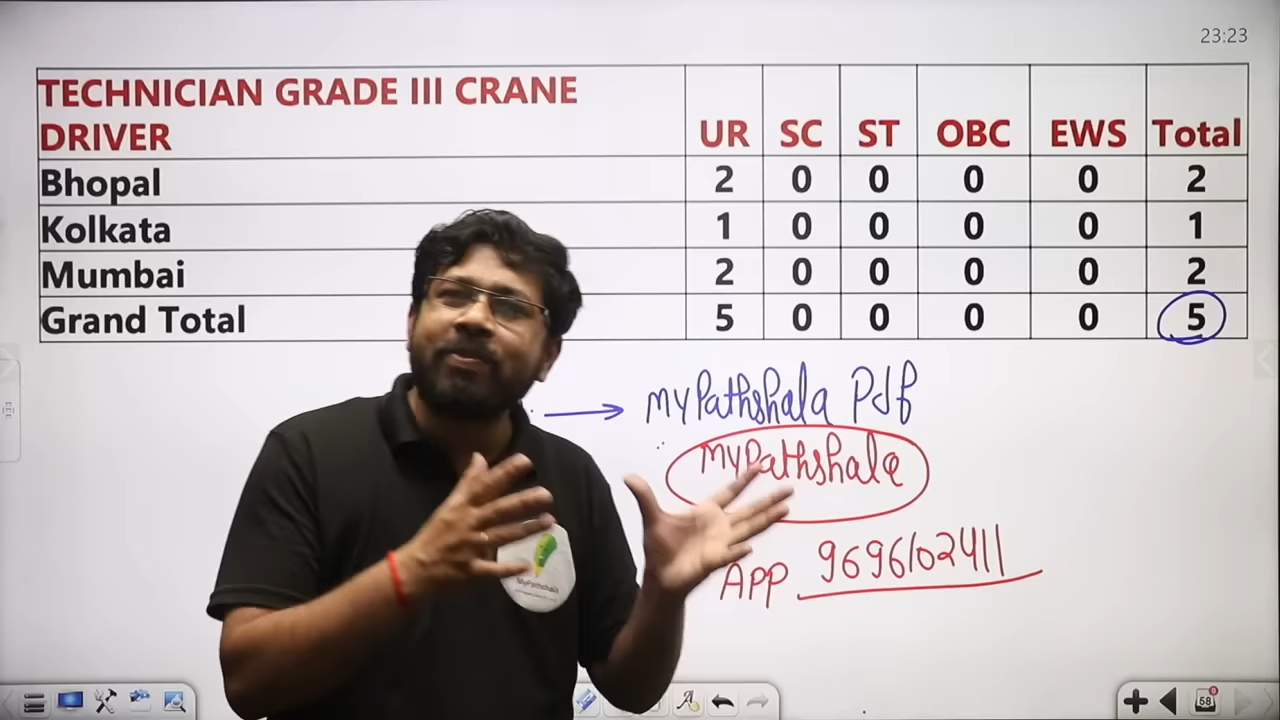 23:23
TECHNICIAN GRADE III CRANE
DRIVER UR SC ST OBC EWS Total
Bhopal 2 0 0 0 0 2
Kolkata 1 0 0 0 0 1
Mumbai 2 0 0 0 0 2
Grand Total 5 0 0 0 0 5
MyPathshala Pdf
MyPathshala
App 9696102411
MyPathshala
58